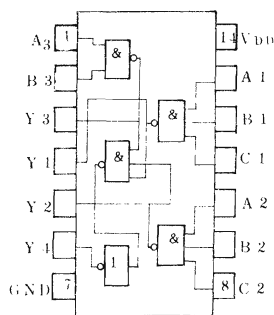 A3 1 & 14 VDD
B3 A1
Y3 & B1
Y1 & C1
Y2 A2
Y4 1 & B2
GND 7 8 C2